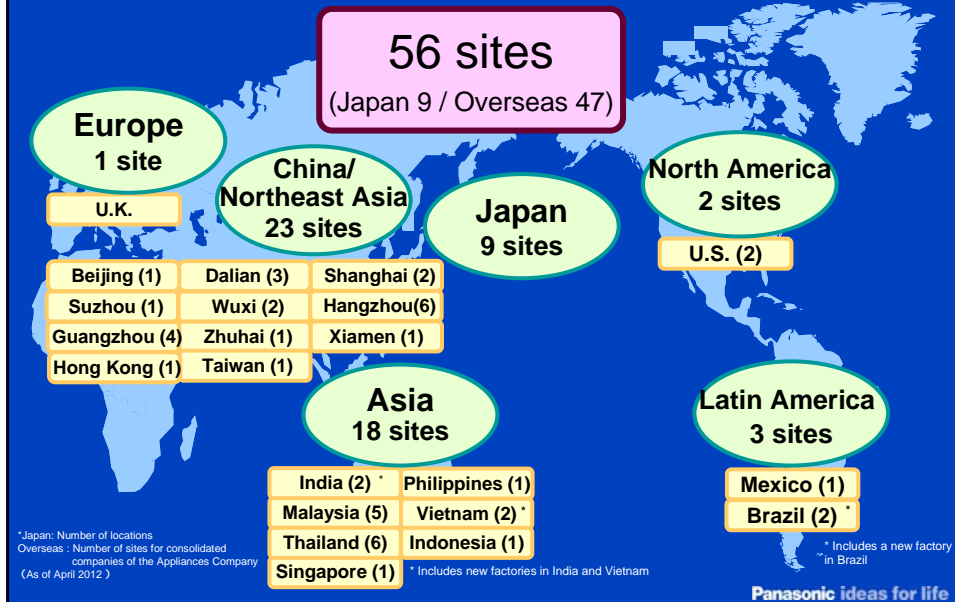 56 sites
(Japan 9 / Overseas 47)
Europe
1 site
U.K.
China/
Northeast Asia
23 sites
Beijing (1)
Dalian (3)
Shanghai (2)
Suzhou (1)
Wuxi (2)
Hangzhou(6)
Guangzhou (4)
Zhuhai (1)
Xiamen (1)
Hong Kong (1)
Taiwan (1)
Japan
9 sites
North America
2 sites
U.S. (2)
Asia
18 sites
India (2) *
Philippines (1)
Malaysia (5)
Vietnam (2) *
Thailand (6)
Indonesia (1)
Singapore (1)
* Includes new factories in India and Vietnam
Latin America
3 sites
Mexico (1)
Brazil (2) *
* Includes a new factory
in Brazil
*Japan: Number of locations
Overseas : Number of sites for consolidated
companies of the Appliances Company
(As of April 2012 )
Panasonic ideas for life